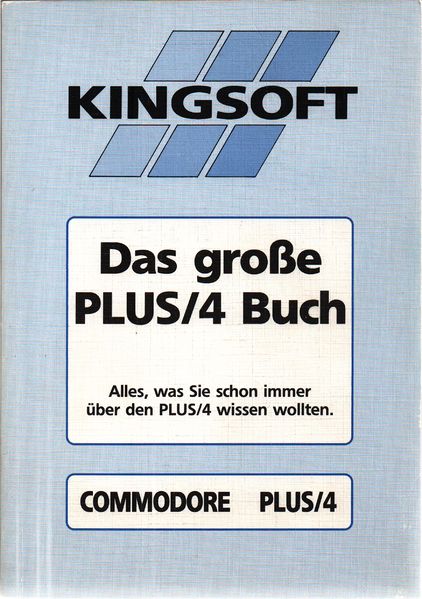 KINGSOFT
Das große
PLUS/4 Buch
Alles, was Sie schon immer
über den PLUS/4 wissen wollten.
COMMODORE PLUS/4